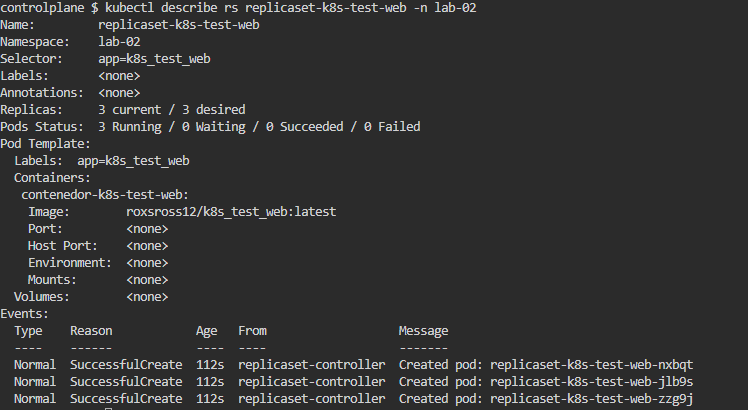 controlplane $ kubectl describe rs replicaset-k8s-test-web -n lab-02
Name:         replicaset-k8s-test-web
Namespace:    lab-02
Selector:     app=k8s_test_web
Labels:       <none>
Annotations:  <none>
Replicas:     3 current / 3 desired
Pods Status:  3 Running / 0 Waiting / 0 Succeeded / 0 Failed
Pod Template:
  Labels:  app=k8s_test_web
  Containers:
   contenedor-k8s-test-web:
    Image:        roxsross12/k8s_test_web:latest
    Port:         <none>
    Host Port:    <none>
    Environment:  <none>
    Mounts:       <none>
  Volumes:        <none>
Events:
  Type    Reason            Age   From                   Message
  ----    ------            ----  ----                   -------
  Normal  SuccessfulCreate  112s  replicaset-controller  Created pod: replicaset-k8s-test-web-nxbqt
  Normal  SuccessfulCreate  112s  replicaset-controller  Created pod: replicaset-k8s-test-web-jlb9s
  Normal  SuccessfulCreate  112s  replicaset-controller  Created pod: replicaset-k8s-test-web-zzg9j